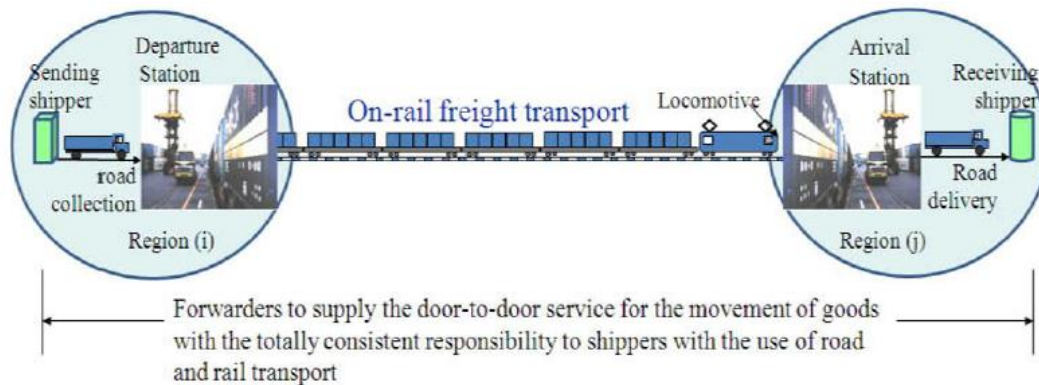 Departure
Station
Sending
shipper
road
collection
Region (i)
On-rail freight transport
Locomotive
Arrival
Station
Receiving
shipper
Road
delivery
Region (j)
Forwarders to supply the door-to-door service for the movement of goods
with the totally consistent responsibility to shippers with the use of road
and rail transport